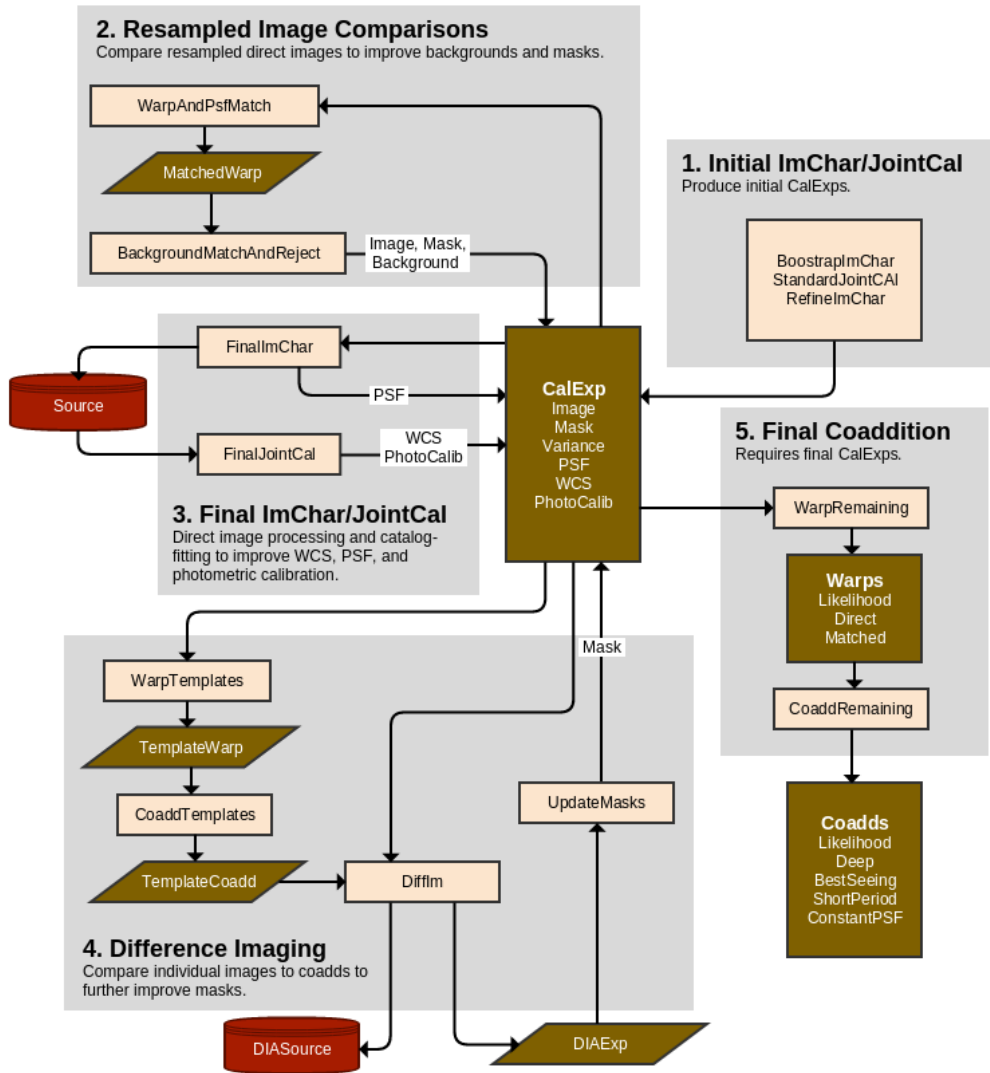 2. Resampled Image Comparisons
Compare resampled direct images to improve backgrounds and masks.
WarpAndPsfMatch
MatchedWarp
BackgroundMatchAndReject
Image, Mask,
Background
1. Initial ImChar/JointCal
Produce initial CalExps.
BoostrapImChar
StandardJointCAl
RefineImChar
FinalImChar
PSF
Source
FinalJointCal
WCS
PhotoCalib
3. Final ImChar/JointCal
Direct image processing and catalog-
fitting to improve WCS, PSF, and
photometric calibration.
CalExp
Image
Mask
Variance
PSF
WCS
PhotoCalib
5. Final Coaddition
Requires final CalExps.
WarpRemaining
Warps
Likelihood
Direct
Matched
CoaddRemaining
Coadds
Likelihood
Deep
BestSeeing
ShortPeriod
ConstantPSF
Mask
WarpTemplates
TemplateWarp
CoaddTemplates
TemplateCoadd
DiffIm
UpdateMasks
4. Difference Imaging
Compare individual images to coadds to
further improve masks.
DIASource
DIAExp